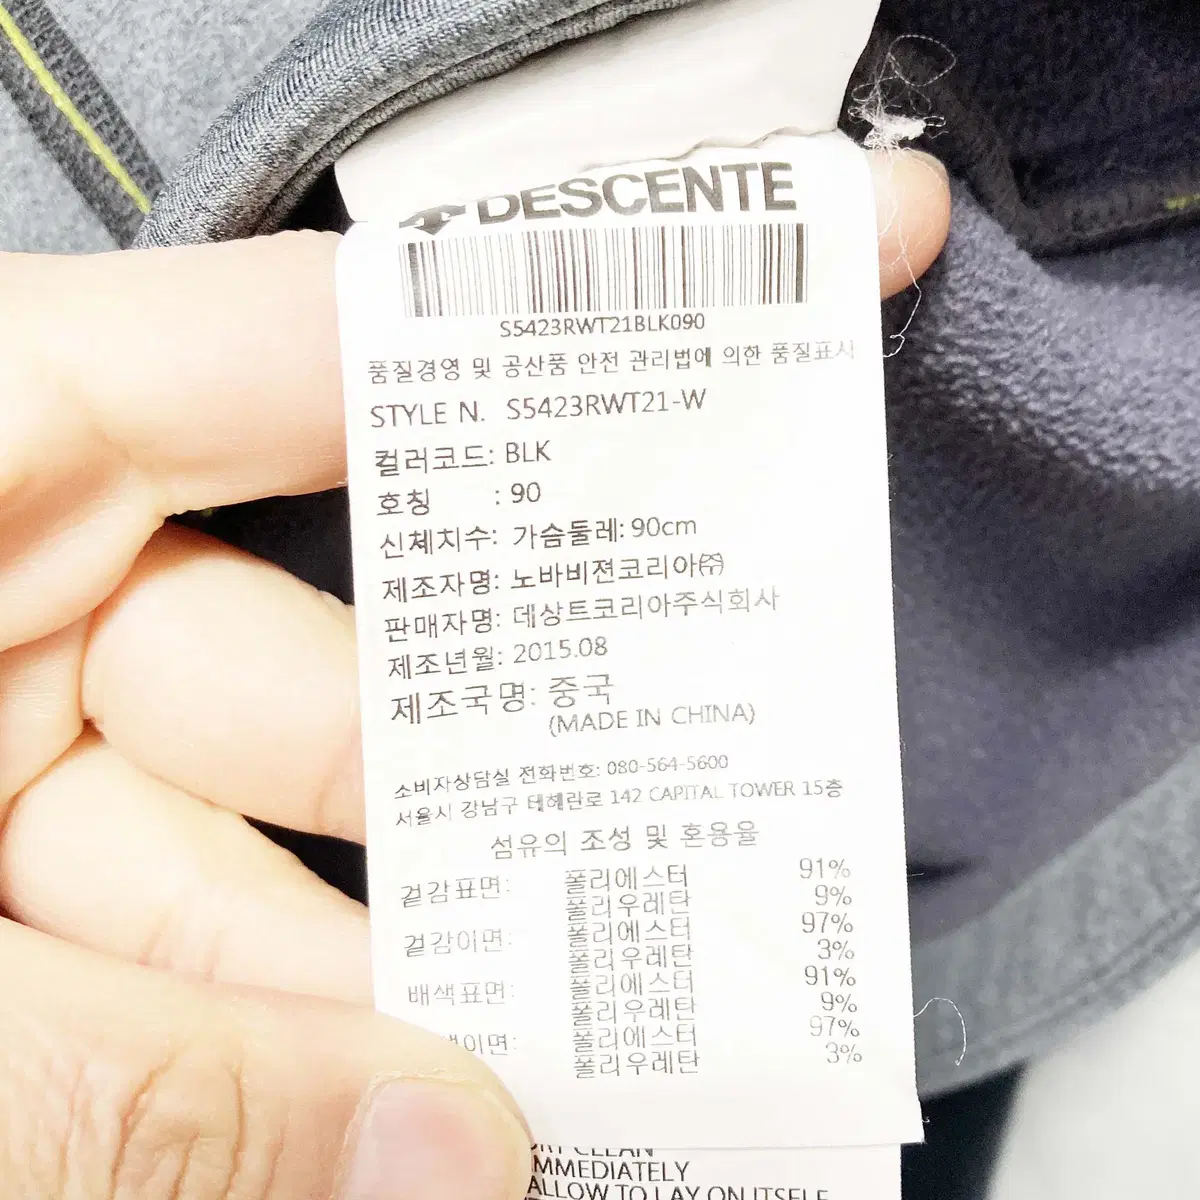 DESCENTE
S5423RWT21BLK090
품질경영 및 공산품 안전 관리법에 의한 품질표시
STYLE N. S5423RWT21-W
컬러코드: BLK
호칭 : 90
신체치수: 가슴둘레: 90cm
제조자명: 노바비젼코리아㈜
판매자명: 데상트코리아주식회사
제조년월: 2015.08
제조국명: 중국
(MADE IN CHINA)
소비자상담실 전화번호: 080-564-5600
서울시 강남구 테헤란로 142 CAPITAL TOWER 15층
섬유의 조성 및 혼용율
겉감표면: 폴리에스터 91%
폴리우레탄 9%
겉감이면: 폴리에스터 97%
폴리우레탄 3%
배색표면: 폴리에스터 91%
폴리우레탄 9%
색이면: 폴리에스터 97%
폴리우레탄 3%
CLEAN
IMMEDIATELY
ALLOW TO LAY ON ITSELF